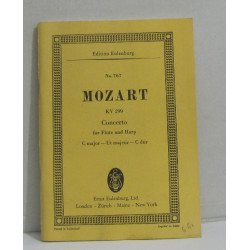 Edition Eulenburg
No. 767
MOZART
KV 299
Concerto
for Flute and Harp
C major – Ut majeur – C dur
Ernst Eulenburg, Ltd
London – Zürich – Mainz – New York